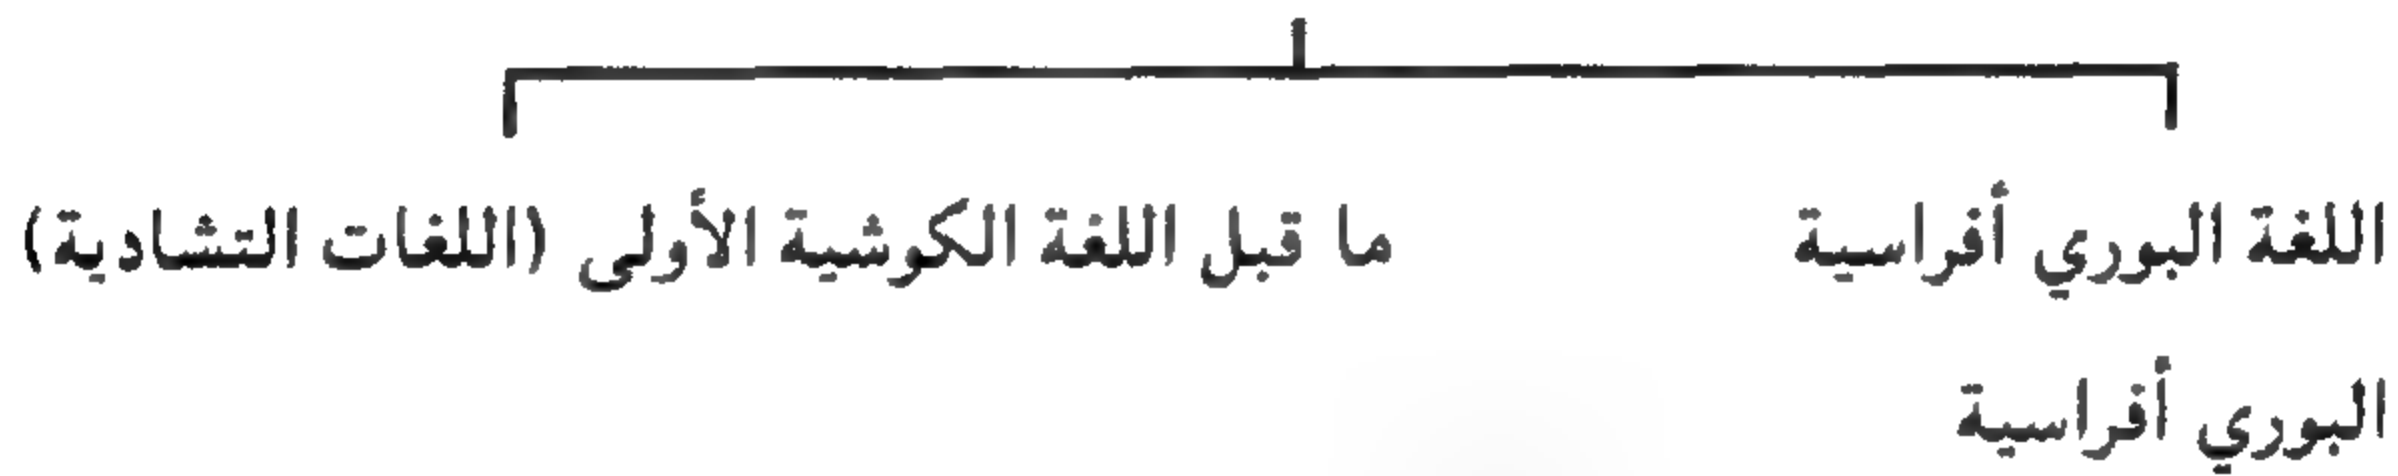 اللغة البوري أفراسية ما قبل اللغة الكوشية الأولى (اللغات التشادية)
البوري أفراسية